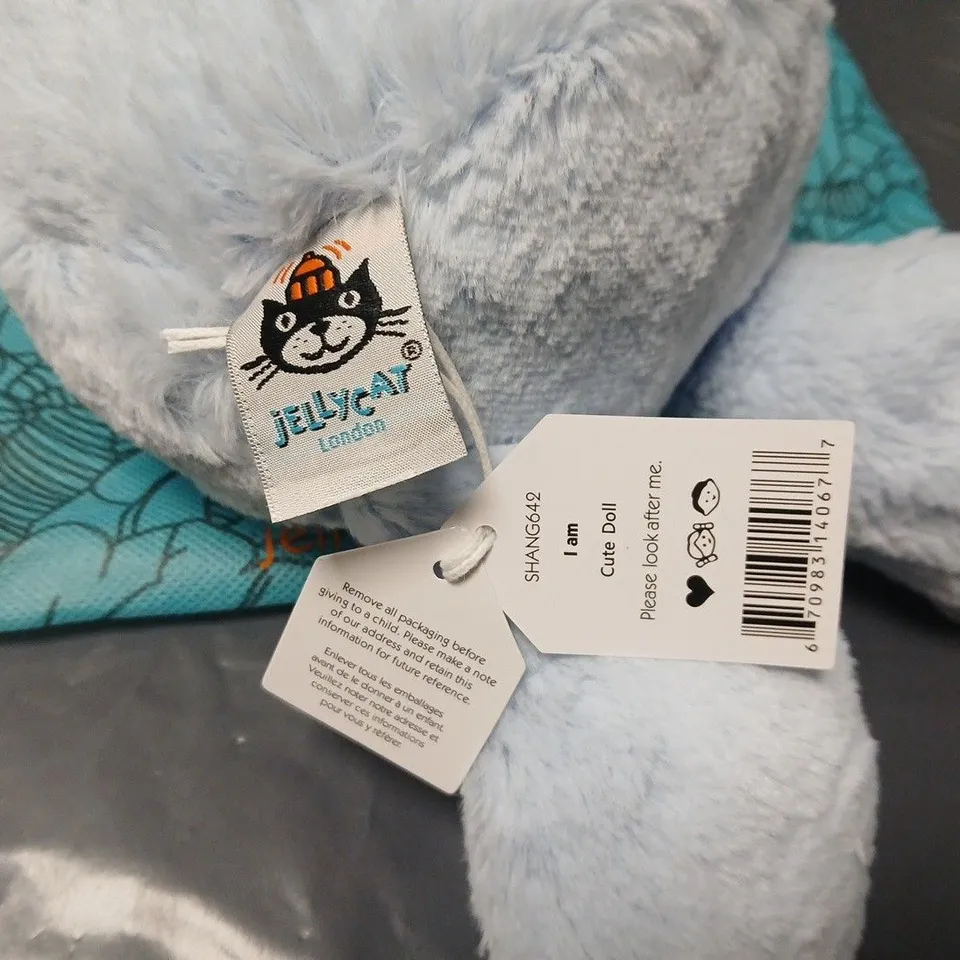 JELLYCAT®
London
jell
SHANG642
I am
Cute Doll
Please look after me.
6 70983 14067 7
Remove all packaging before
giving to a child. Please make a note
of our address and retain this
information for future reference.
Enlever tous les emballages
avant de le donner à un enfant.
Veuillez noter notre adresse et
conserver ces informations
pour vous y référer.